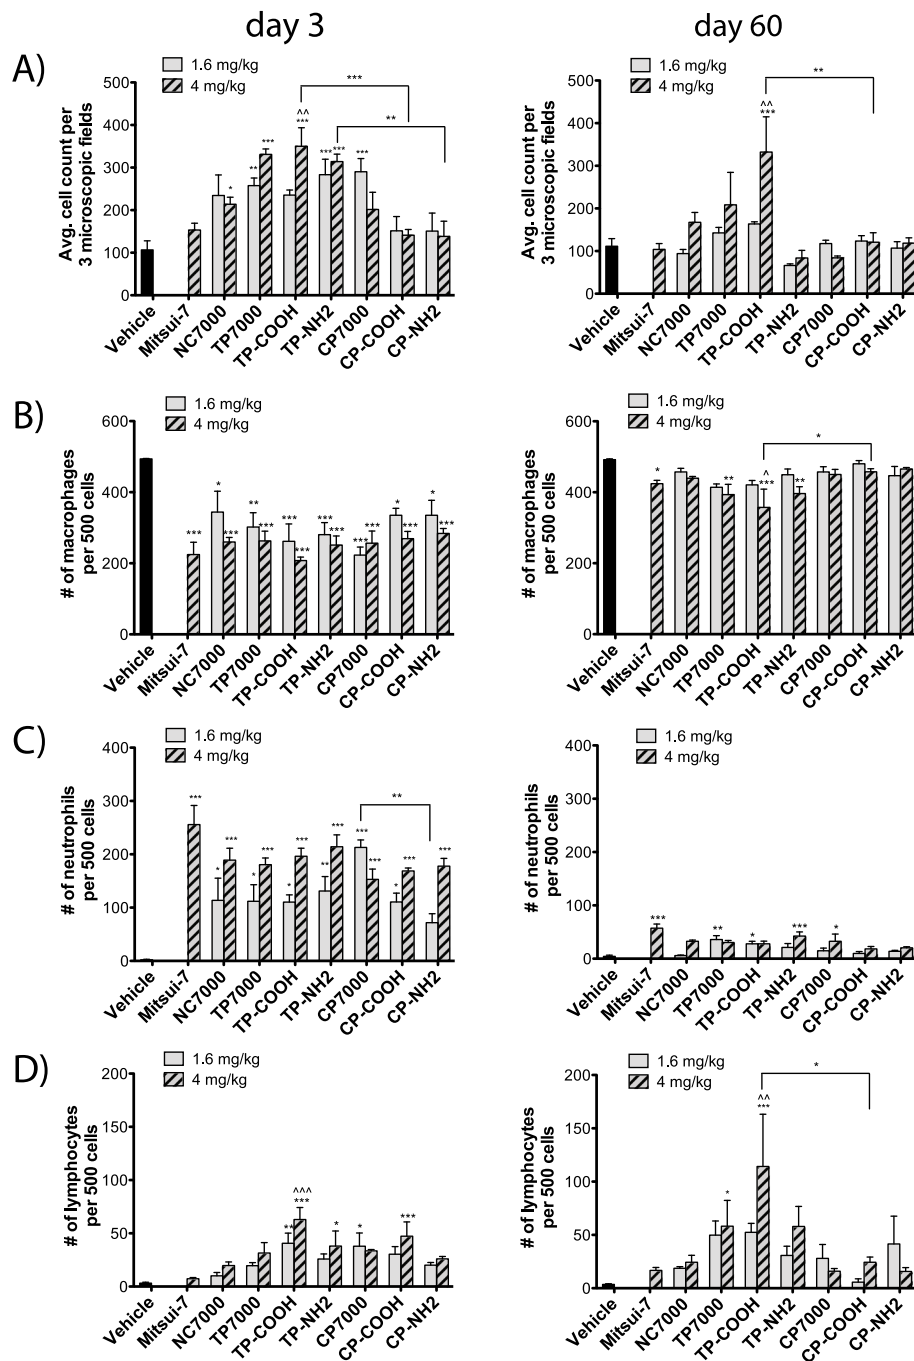 day 3
day 60
A)
1.6 mg/kg
4 mg/kg
Avg. cell count per
3 microscopic fields
500
400
300
200
100
0
*
**
***
^^
***
***
***
***
***
**
Vehicle
Mitsui-7
NC7000
TP7000
TP-COOH
TP-NH2
CP7000
CP-COOH
CP-NH2
1.6 mg/kg
4 mg/kg
Avg. cell count per
3 microscopic fields
500
400
300
200
100
0
^^
***
**
Vehicle
Mitsui-7
NC7000
TP7000
TP-COOH
TP-NH2
CP7000
CP-COOH
CP-NH2
B)
1.6 mg/kg
4 mg/kg
# of macrophages
per 500 cells
600
400
200
0
***
*
***
**
***
***
***
***
***
***
***
*
***
*
***
Vehicle
Mitsui-7
NC7000
TP7000
TP-COOH
TP-NH2
CP7000
CP-COOH
CP-NH2
1.6 mg/kg
4 mg/kg
# of macrophages
per 500 cells
600
400
200
0
*
**
^
***
**
*
Vehicle
Mitsui-7
NC7000
TP7000
TP-COOH
TP-NH2
CP7000
CP-COOH
CP-NH2
C)
1.6 mg/kg
4 mg/kg
# of neutrophils
per 500 cells
400
300
200
100
0
***
*
***
*
***
*
***
**
***
***
***
*
***
***
**
Vehicle
Mitsui-7
NC7000
TP7000
TP-COOH
TP-NH2
CP7000
CP-COOH
CP-NH2
1.6 mg/kg
4 mg/kg
# of neutrophils
per 500 cells
400
300
200
100
0
***
**
*
***
*
Vehicle
Mitsui-7
NC7000
TP7000
TP-COOH
TP-NH2
CP7000
CP-COOH
CP-NH2
D)
1.6 mg/kg
4 mg/kg
# of lymphocytes
per 500 cells
200
150
100
50
0
**
^^^
***
*
*
***
Vehicle
Mitsui-7
NC7000
TP7000
TP-COOH
TP-NH2
CP7000
CP-COOH
CP-NH2
1.6 mg/kg
4 mg/kg
# of lymphocytes
per 500 cells
200
150
100
50
0
*
^^
***
*
Vehicle
Mitsui-7
NC7000
TP7000
TP-COOH
TP-NH2
CP7000
CP-COOH
CP-NH2